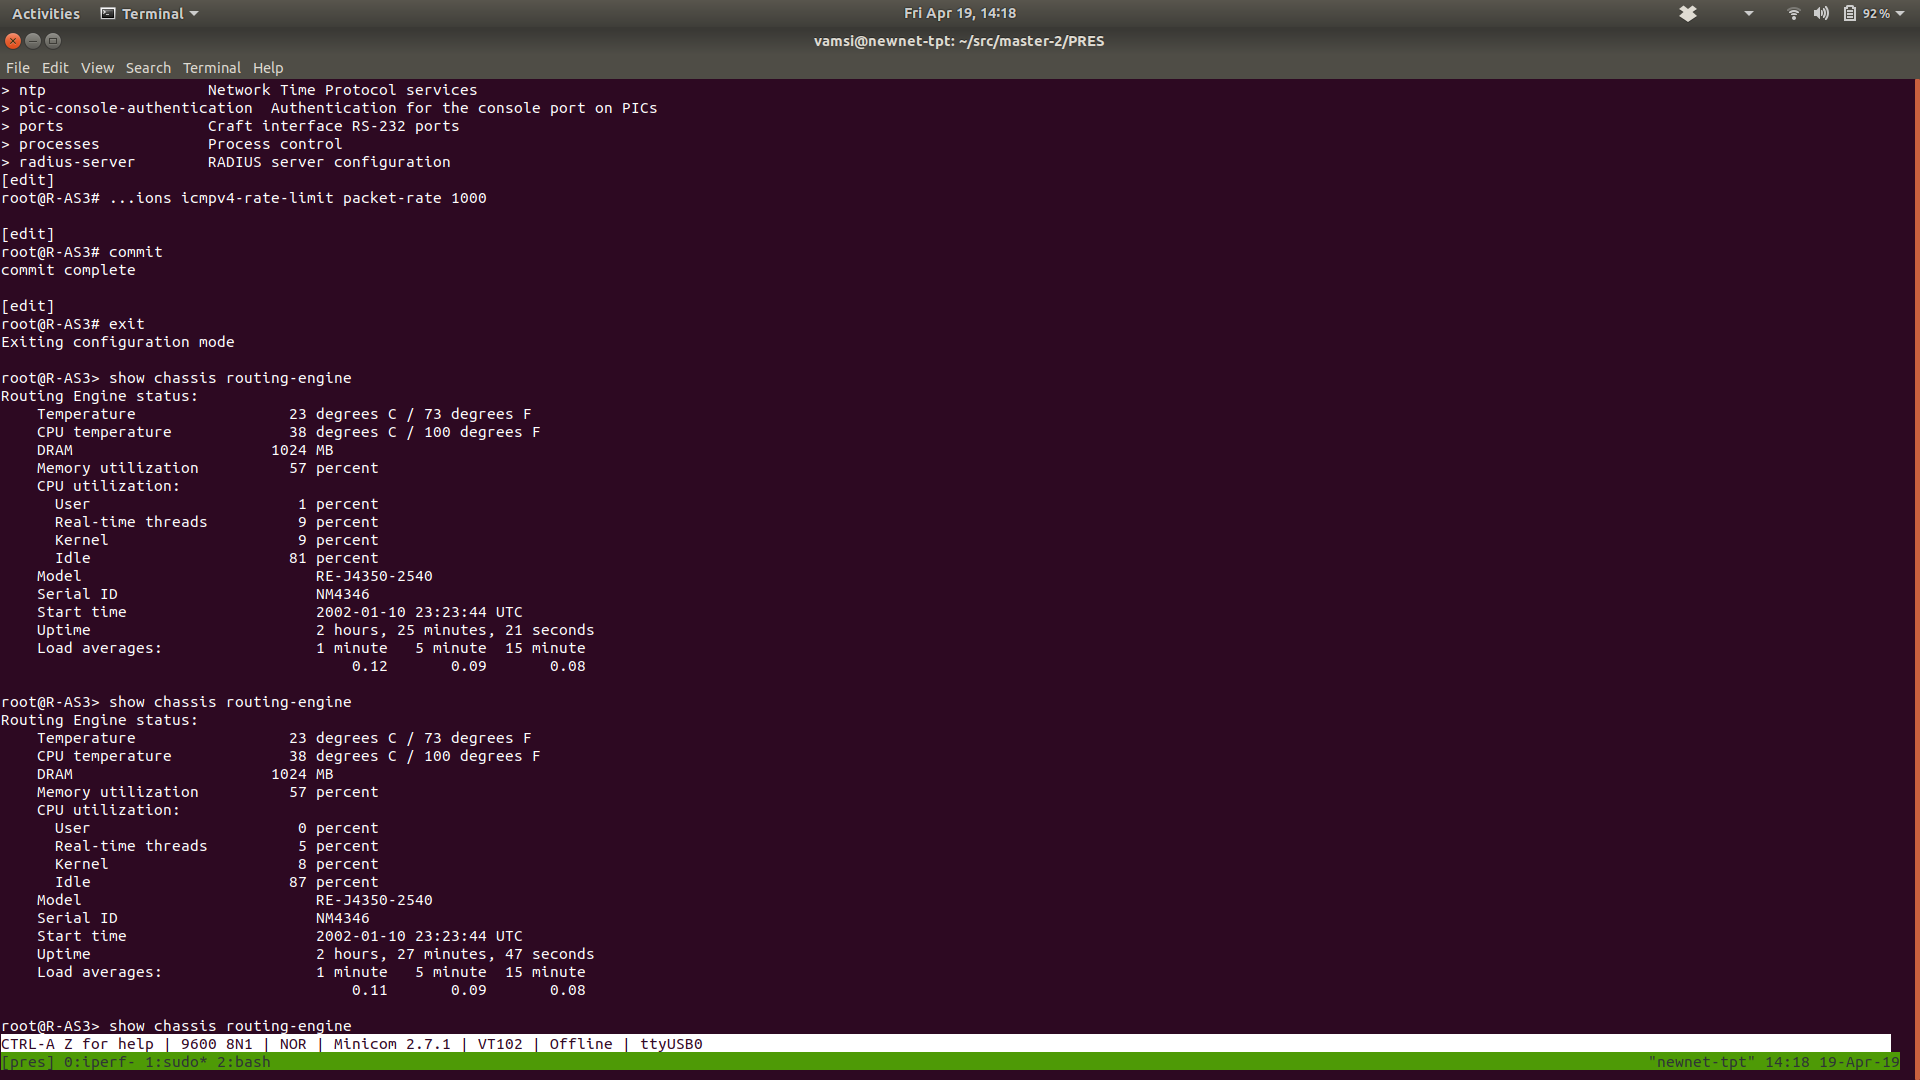 Activities Terminal Fri Apr 19, 14:18 92 %
vamsi@newnet-tpt: ~/src/master-2/PRES
File Edit View Search Terminal Help
> ntp                  Network Time Protocol services
> pic-console-authentication  Authentication for the console port on PICs
> ports                Craft interface RS-232 ports
> processes            Process control
> radius-server        RADIUS server configuration
[edit]
root@R-AS3# ...ions icmpv4-rate-limit packet-rate 1000
[edit]
root@R-AS3# commit
commit complete
[edit]
root@R-AS3# exit
Exiting configuration mode
root@R-AS3> show chassis routing-engine
Routing Engine status:
    Temperature                 23 degrees C / 73 degrees F
    CPU temperature             38 degrees C / 100 degrees F
    DRAM                      1024 MB
    Memory utilization          57 percent
    CPU utilization:
      User                       1 percent
      Real-time threads          9 percent
      Kernel                     9 percent
      Idle                      81 percent
    Model                          RE-J4350-2540
    Serial ID                      NM4346
    Start time                     2002-01-10 23:23:44 UTC
    Uptime                         2 hours, 25 minutes, 21 seconds
    Load averages:                 1 minute   5 minute  15 minute
                                       0.12       0.09       0.08
root@R-AS3> show chassis routing-engine
Routing Engine status:
    Temperature                 23 degrees C / 73 degrees F
    CPU temperature             38 degrees C / 100 degrees F
    DRAM                      1024 MB
    Memory utilization          57 percent
    CPU utilization:
      User                       0 percent
      Real-time threads          5 percent
      Kernel                     8 percent
      Idle                      87 percent
    Model                          RE-J4350-2540
    Serial ID                      NM4346
    Start time                     2002-01-10 23:23:44 UTC
    Uptime                         2 hours, 27 minutes, 47 seconds
    Load averages:                 1 minute   5 minute  15 minute
                                       0.11       0.09       0.08
root@R-AS3> show chassis routing-engine
CTRL-A Z for help | 9600 8N1 | NOR | Minicom 2.7.1 | VT102 | Offline | ttyUSB0
[pres] 0:iperf- 1:sudo* 2:bash "newnet-tpt" 14:18 19-Apr-19